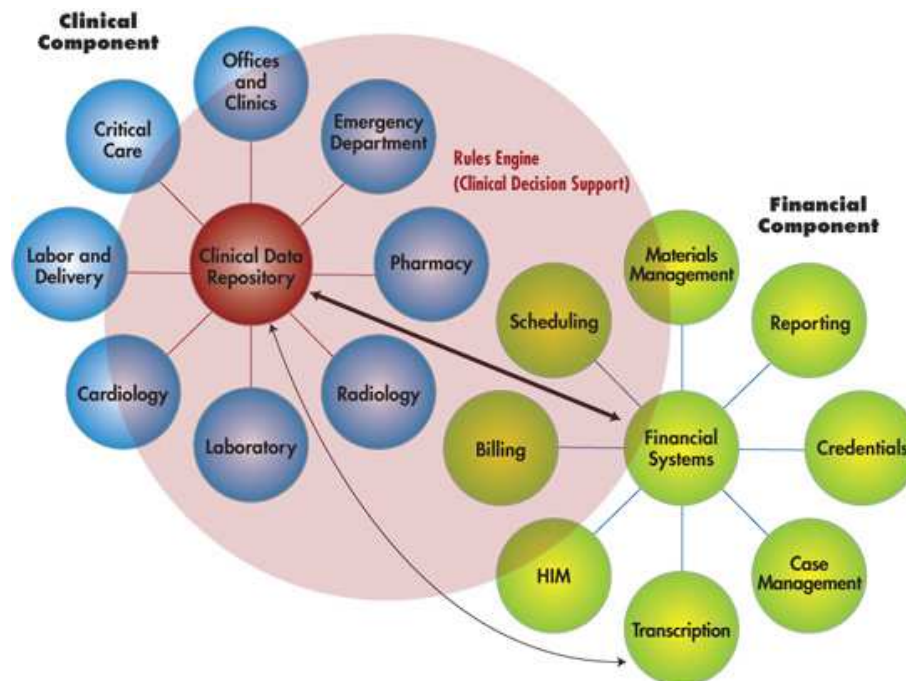 Clinical
Component
Offices
and
Clinics
Critical
Care
Emergency
Department
Rules Engine
(Clinical Decision Support)
Financial
Component
Labor and
Delivery
Clinical Data
Repository
Pharmacy
Materials
Management
Scheduling
Reporting
Cardiology
Radiology
Laboratory
Billing
Financial
Systems
Credentials
HIM
Case
Management
Transcription